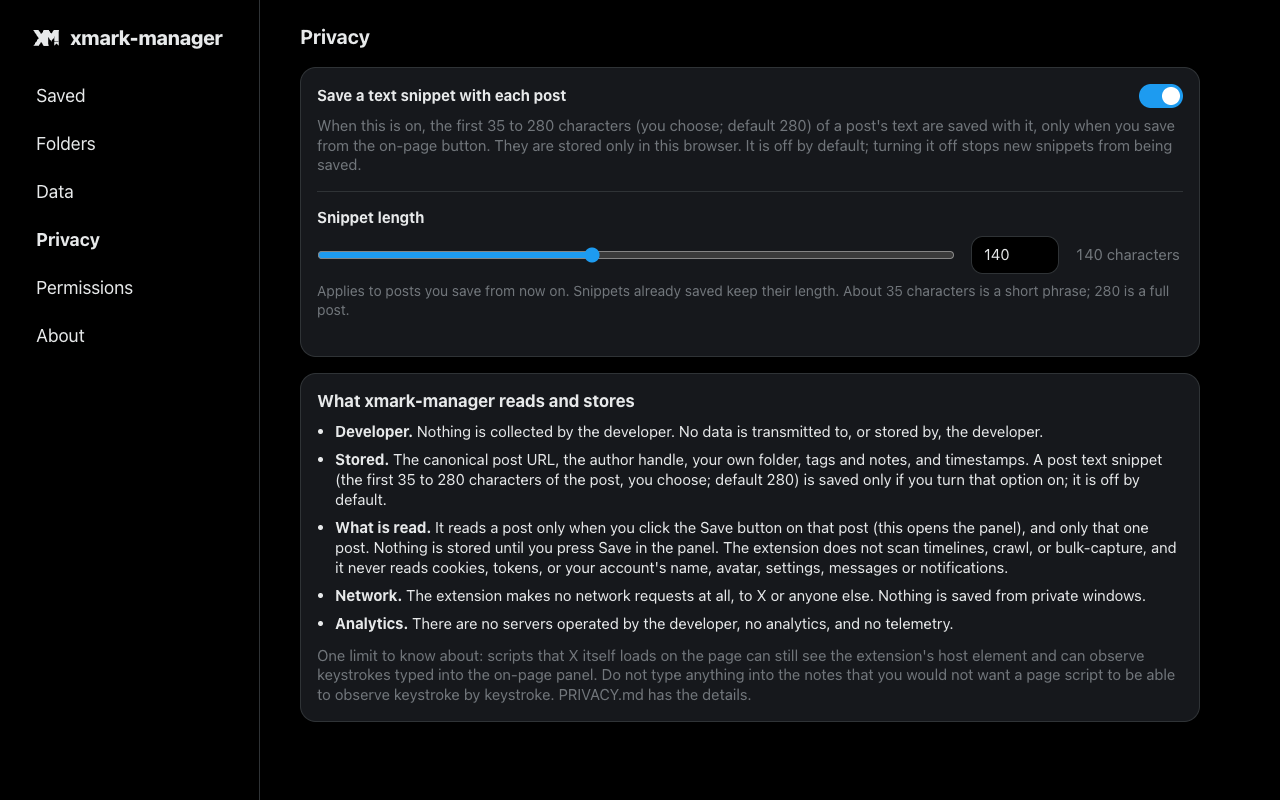 XM xmark-manager
Saved
Folders
Data
Privacy
Permissions
About
Privacy
Save a text snippet with each post
When this is on, the first 35 to 280 characters (you choose; default 280) of a post's text are saved with it, only when you save
from the on-page button. They are stored only in this browser. It is off by default; turning it off stops new snippets from being
saved.
Snippet length
140
140 characters
Applies to posts you save from now on. Snippets already saved keep their length. About 35 characters is a short phrase; 280 is a full
post.
What xmark-manager reads and stores
• Developer. Nothing is collected by the developer. No data is transmitted to, or stored by, the developer.
• Stored. The canonical post URL, the author handle, your own folder, tags and notes, and timestamps. A post text snippet
(the first 35 to 280 characters of the post, you choose; default 280) is saved only if you turn that option on; it is off by
default.
• What is read. It reads a post only when you click the Save button on that post (this opens the panel), and only that one
post. Nothing is stored until you press Save in the panel. The extension does not scan timelines, crawl, or bulk-capture, and
it never reads cookies, tokens, or your account's name, avatar, settings, messages or notifications.
• Network. The extension makes no network requests at all, to X or anyone else. Nothing is saved from private windows.
• Analytics. There are no servers operated by the developer, no analytics, and no telemetry.
One limit to know about: scripts that X itself loads on the page can still see the extension's host element and can observe
keystrokes typed into the on-page panel. Do not type anything into the notes that you would not want a page script to be able
to observe keystroke by keystroke. PRIVACY.md has the details.